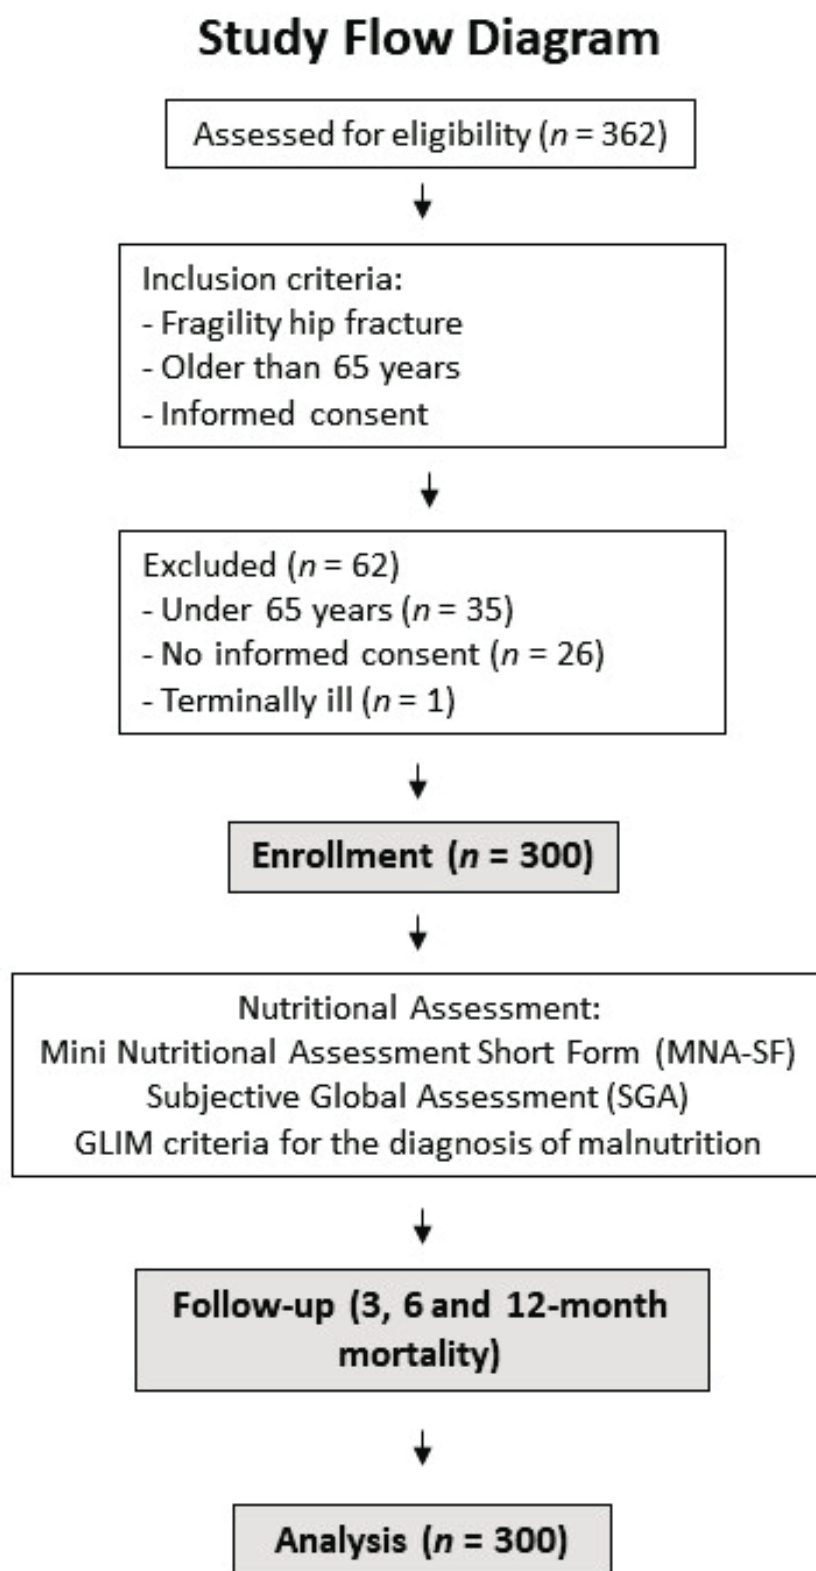 Study Flow Diagram
Assessed for eligibility (n = 362)
Inclusion criteria:
- Fragility hip fracture
- Older than 65 years
- Informed consent
Excluded (n = 62)
- Under 65 years (n = 35)
- No informed consent (n = 26)
- Terminally ill (n = 1)
Enrollment (n = 300)
Nutritional Assessment:
Mini Nutritional Assessment Short Form (MNA-SF)
Subjective Global Assessment (SGA)
GLIM criteria for the diagnosis of malnutrition
Follow-up (3, 6 and 12-month
mortality)
Analysis (n = 300)